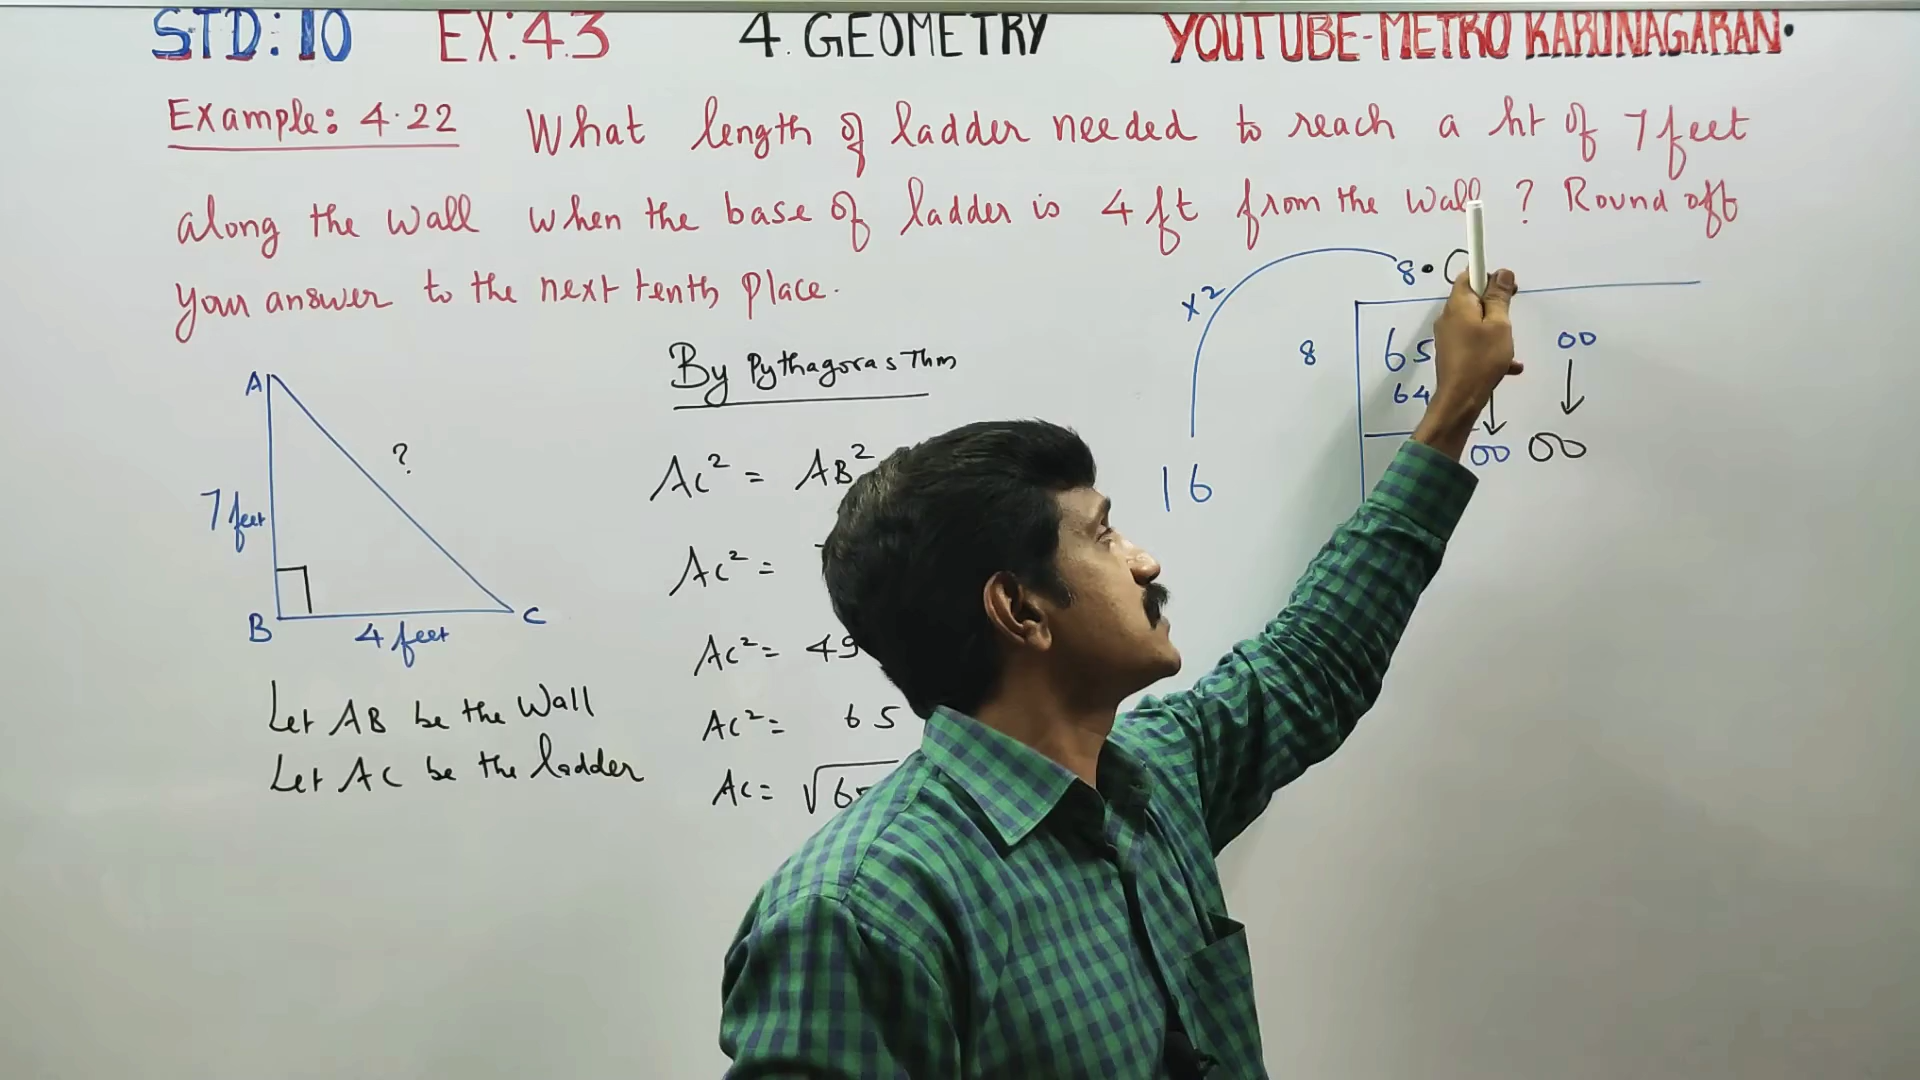 STD:10 EX:4.3 4. GEOMETRY YOUTUBE-METRO KARUNAGARAN.
Example: 4.22 What length of ladder needed to reach a ht of 7 feet
along the wall when the base of ladder is 4 ft from the wall ? Round off
your answer to the next tenth place.
A
?
7 feet
B
4 feet
C
Let AB be the Wall
Let AC be the ladder
By Pythagoras Thm
AC² = AB²
AC² =
AC² = 49
AC² = 65
AC = √65
x2
8.
8
65 00
64
00 00
16